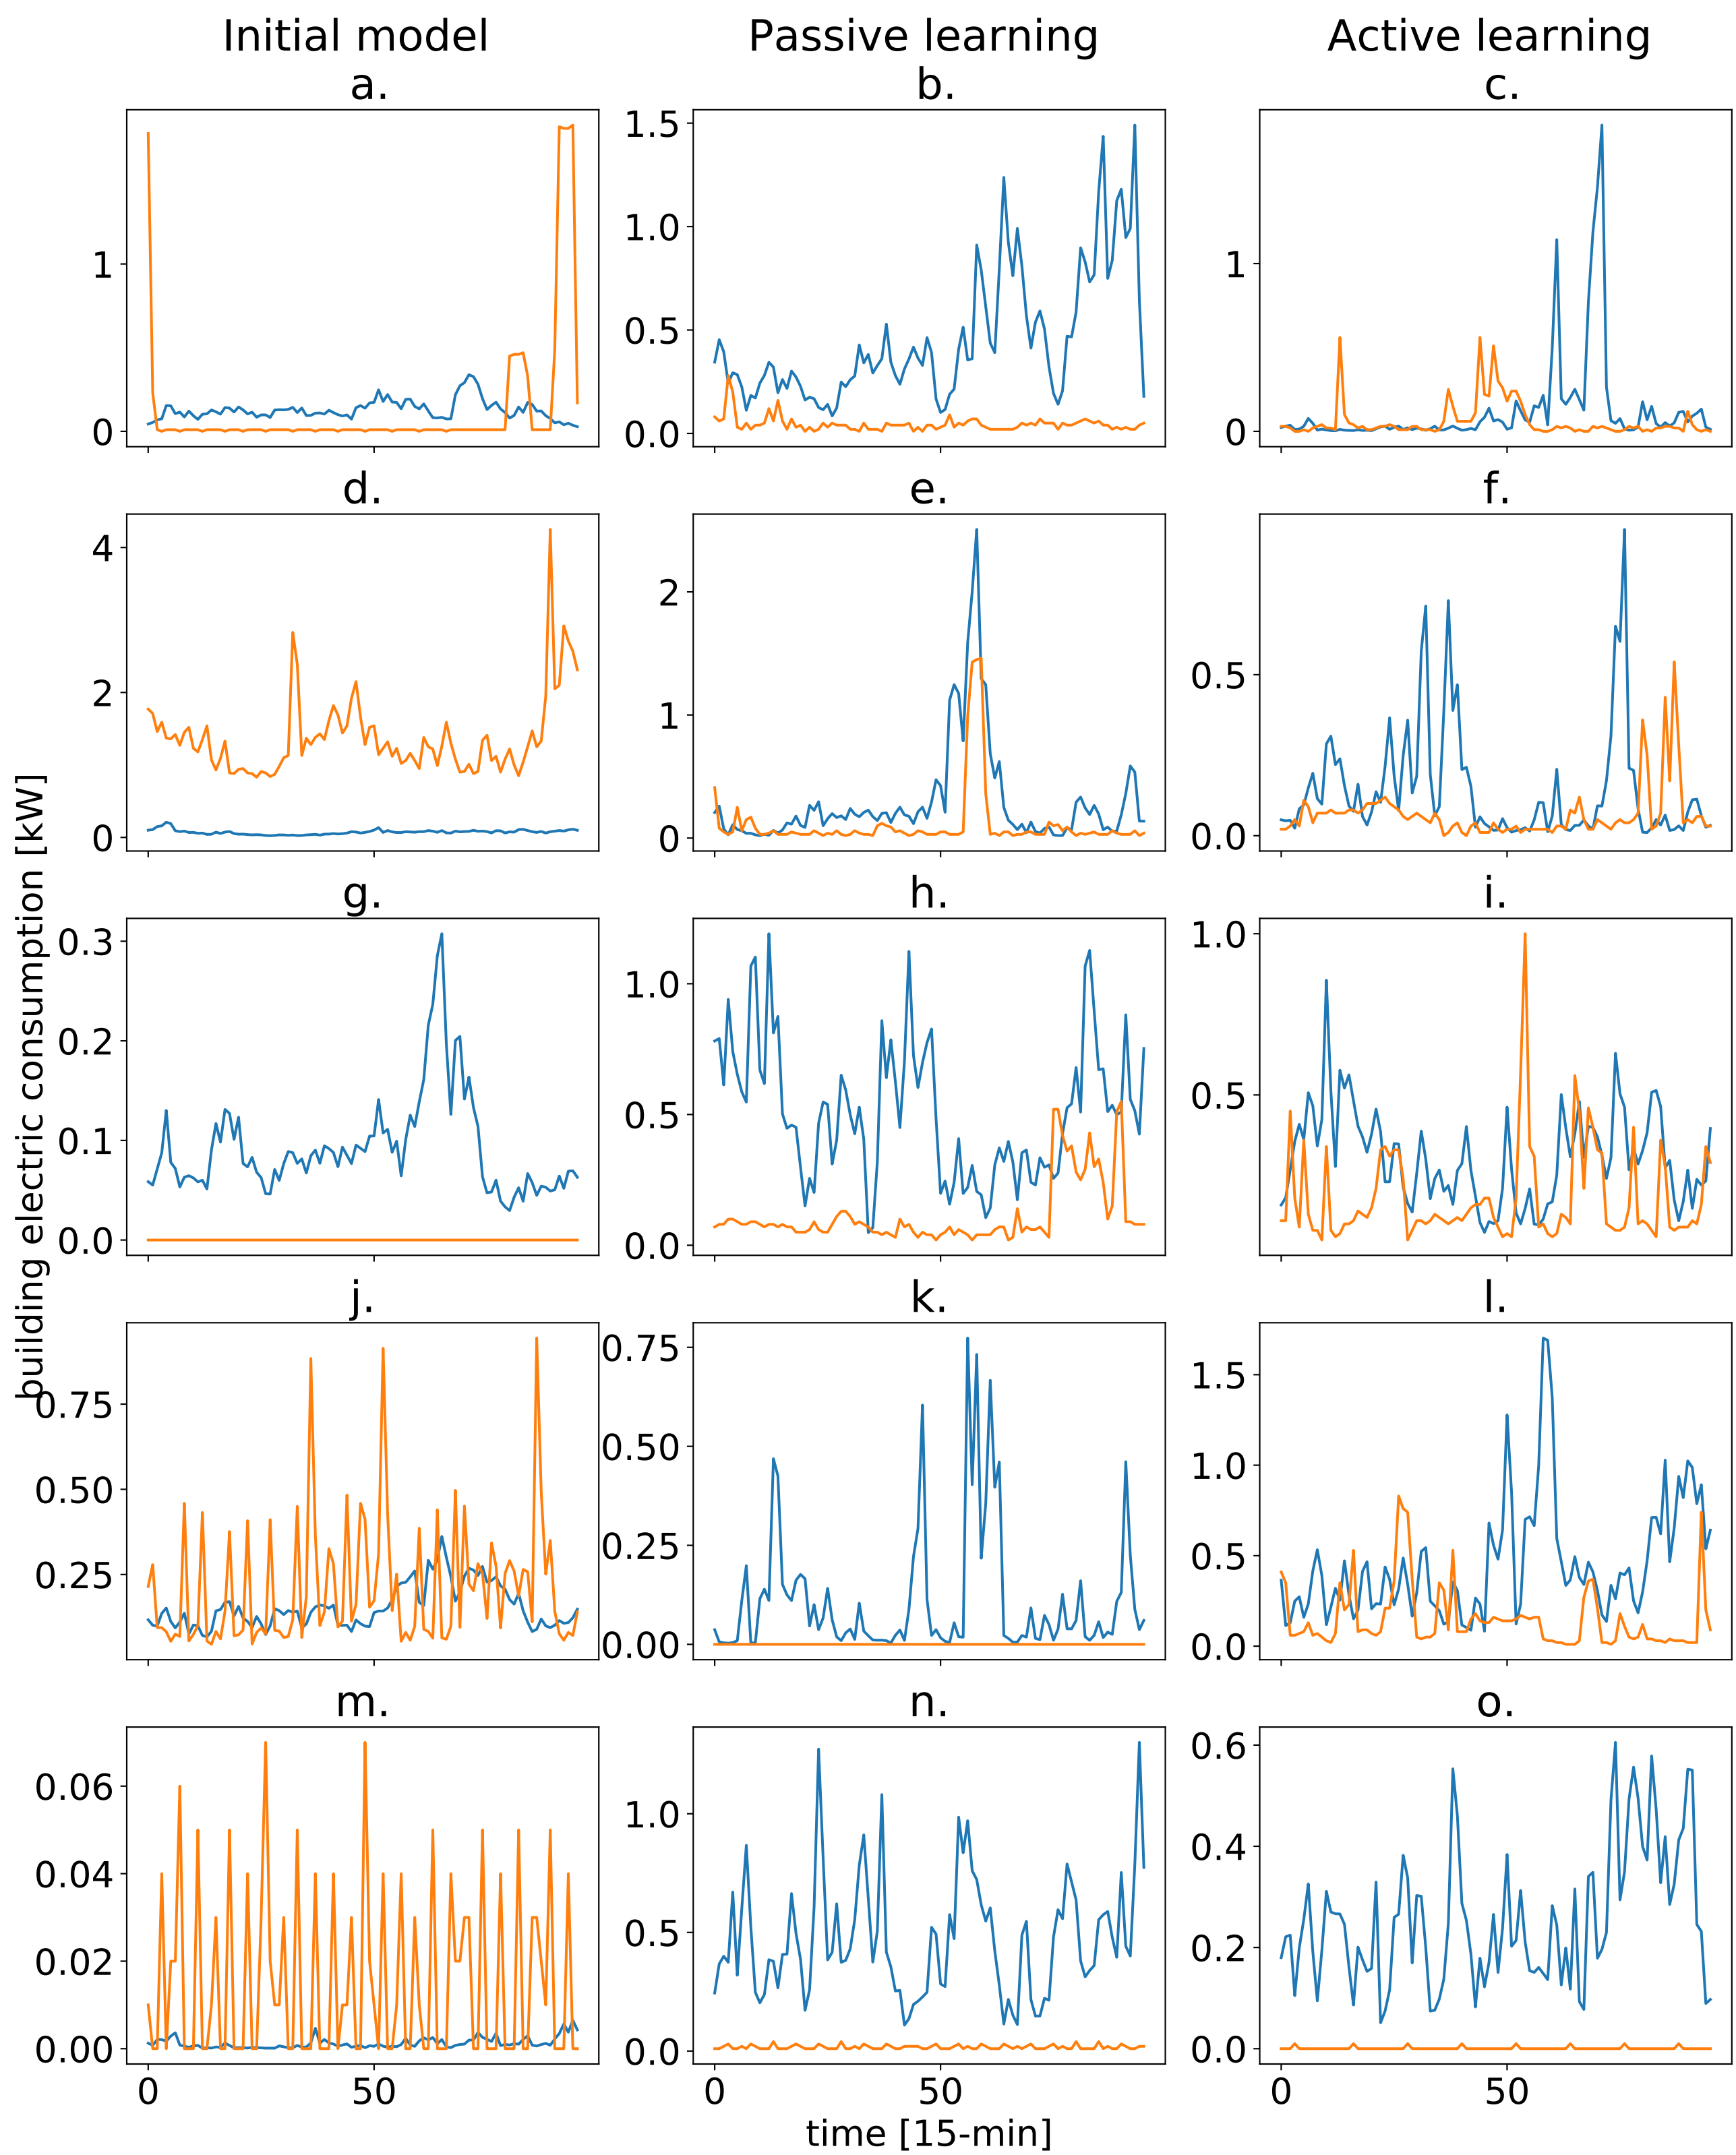 Initial model
Passive learning
Active learning
a.
b.
c.
1
0
1.5
1.0
0.5
0.0
1
0
d.
e.
f.
4
2
0
2
1
0
0.5
0.0
g.
h.
i.
0.3
0.2
0.1
0.0
1.0
0.5
0.0
1.0
0.5
building electric consumption [kW]
j.
k.
l.
0.75
0.50
0.25
0.75
0.50
0.25
0.00
1.5
1.0
0.5
0.0
m.
n.
o.
0.06
0.04
0.02
0.00
1.0
0.5
0.0
0.6
0.4
0.2
0.0
0 50
0 50
0 50
time [15-min]